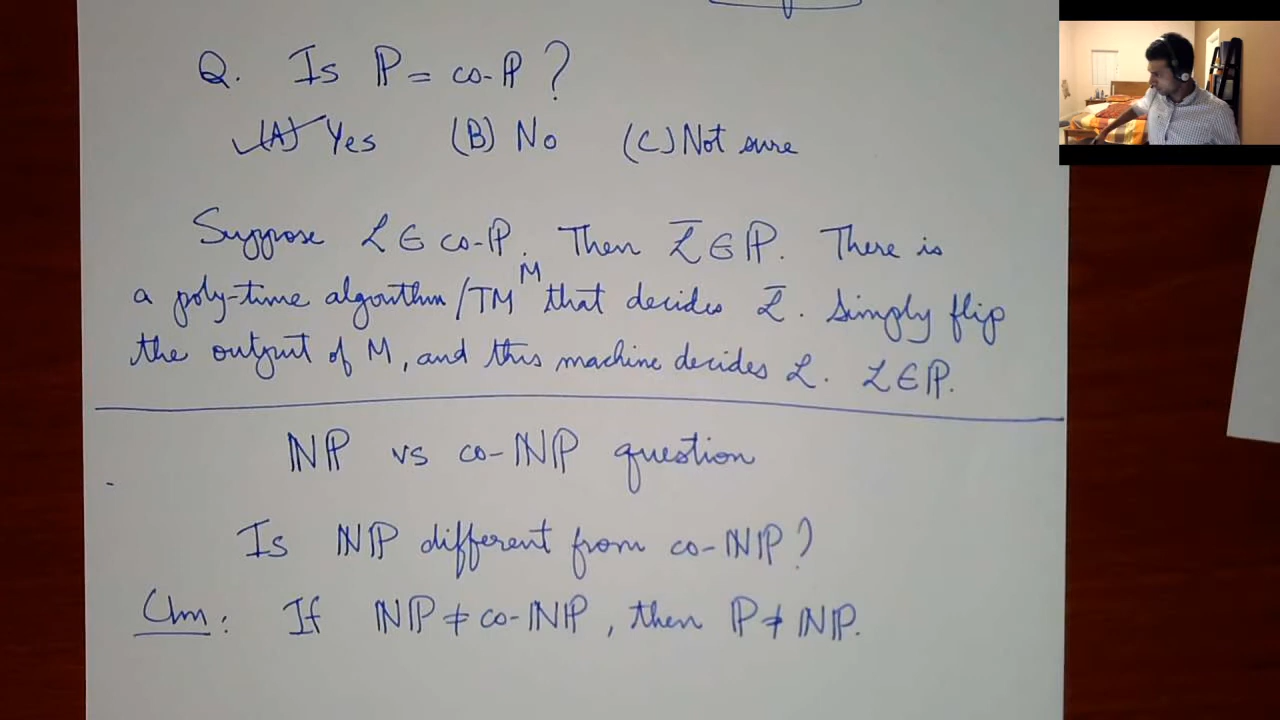 Q. Is ℙ = co-ℙ ?
(A) Yes (B) No (C) Not sure
Suppose L ∈ co-ℙ. Then L̅ ∈ ℙ. There is
a poly-time algorithm/TM M that decides L̅. Simply flip
the output of M, and this machine decides L. L ∈ ℙ.
ℕℙ vs co-ℕℙ question
Is ℕℙ different from co-ℕℙ?
Clm: If ℕℙ ≠ co-ℕℙ, then ℙ ≠ ℕℙ.